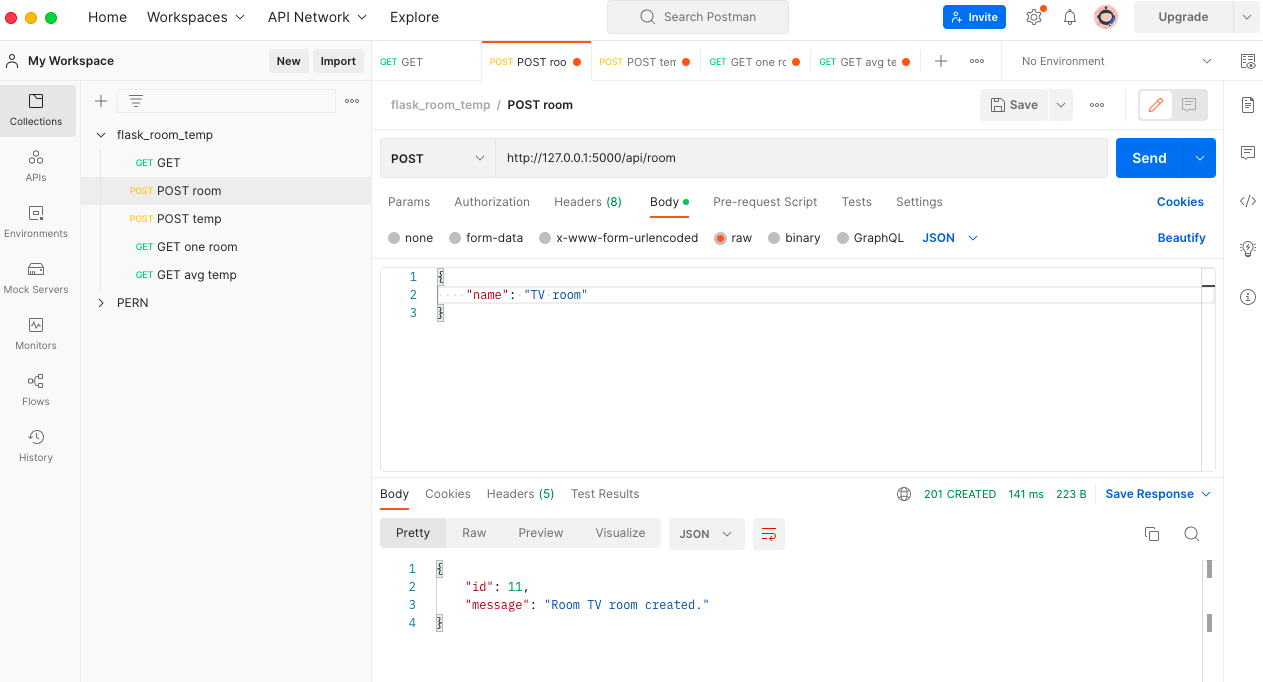 Home Workspaces API Network Explore Search Postman Invite Upgrade
My Workspace New Import GET GET POST POST roo POST POST ten GET GET one ro GET GET avg te No Environment
Collections
APIs
Environments
Mock Servers
Monitors
Flows
History
flask_room_temp
GET GET
POST POST room
POST POST temp
GET GET one room
GET GET avg temp
PERN
flask_room_temp / POST room Save
POST http://127.0.0.1:5000/api/room Send
Params Authorization Headers (8) Body Pre-request Script Tests Settings Cookies
none form-data x-www-form-urlencoded raw binary GraphQL JSON Beautify
1 {
2 "name": "TV room"
3 }
Body Cookies Headers (5) Test Results 201 CREATED 141 ms 223 B Save Response
Pretty Raw Preview Visualize JSON
1 {
2 "id": 11,
3 "message": "Room TV room created."
4 }